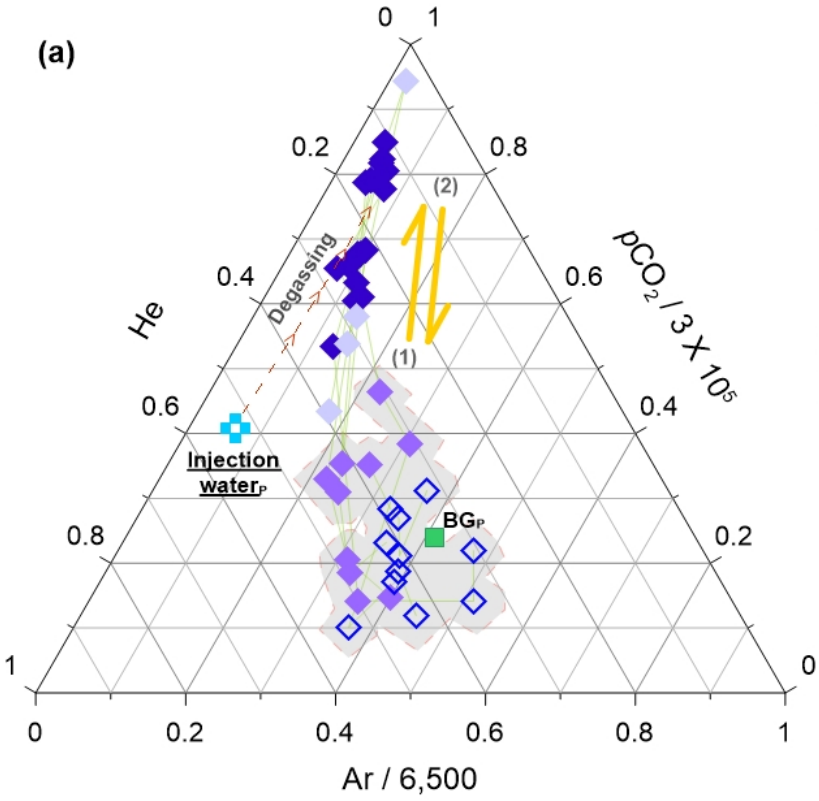 (a)
0 1
0.2 0.8
(2)
Degassing
0.4 0.6
He
pCO₂ / 3 X 10⁵
(1)
0.6 0.4
Injection
waterₚ
BGₚ
0.8 0.2
1 0
0 0.2 0.4 0.6 0.8 1
Ar / 6,500